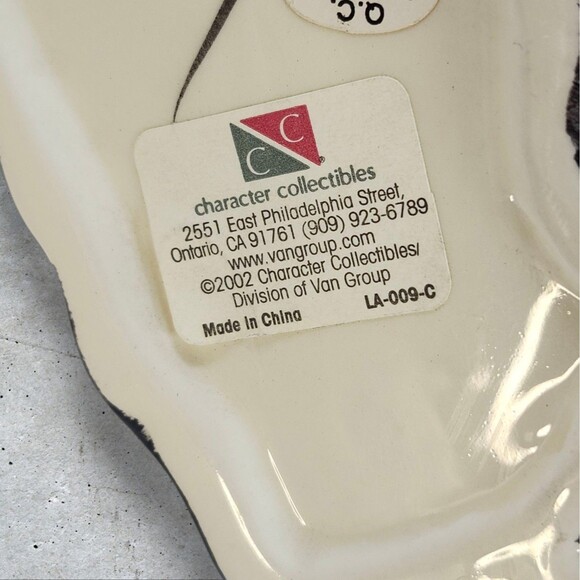 Q.C.
C
C
®
character collectibles
2551 East Philadelphia Street,
Ontario, CA 91761 (909) 923-6789
www.vangroup.com
©2002 Character Collectibles/
Division of Van Group
Made in China LA-009-C